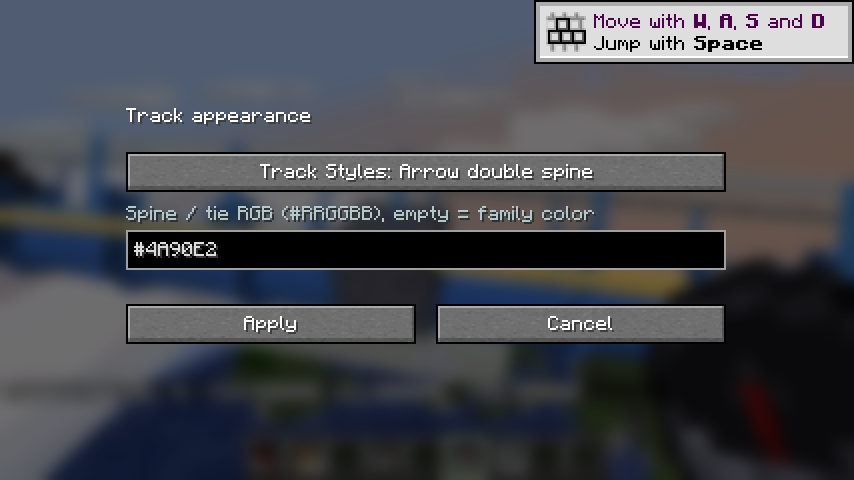 Move with W, A, S and D
Jump with Space
Track appearance
Track Styles: Arrow double spine
Spine / tie RGB (#RRGGBB), empty = family color
#4A90E2
Apply
Cancel